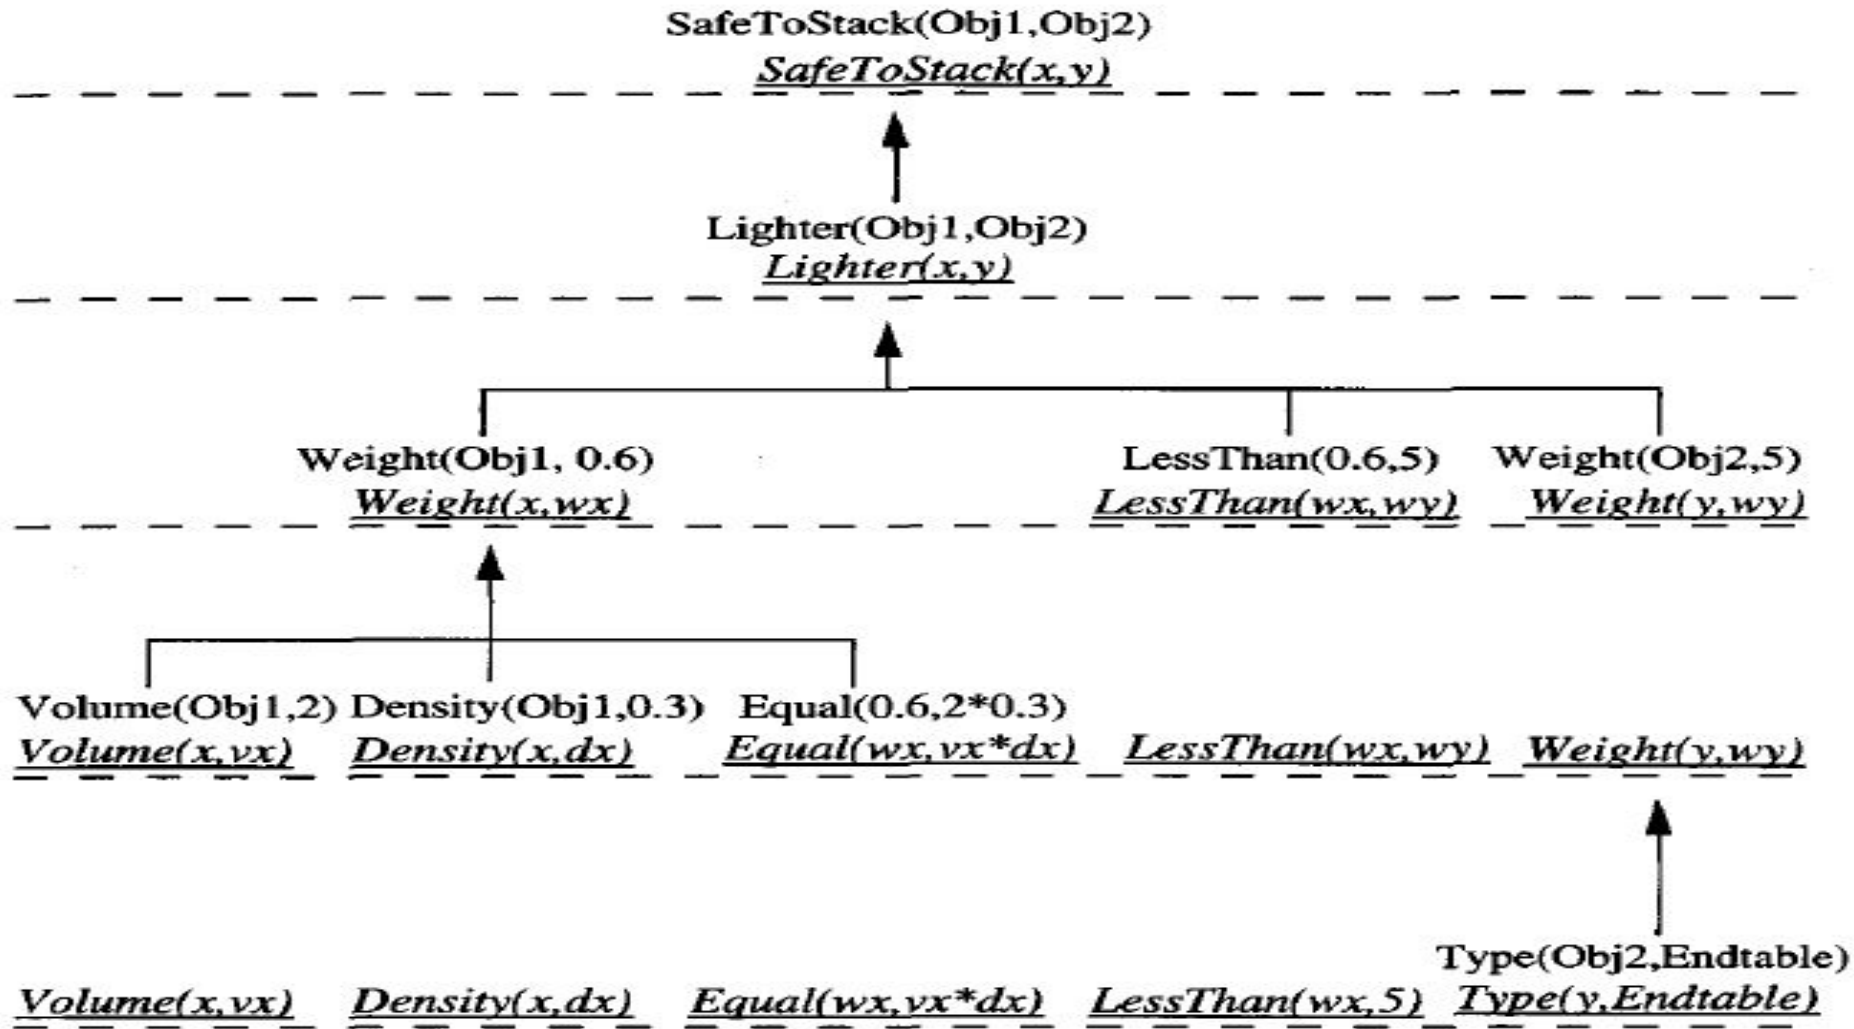 SafeToStack(Obj1,Obj2)
SafeToStack(x,y)
Lighter(Obj1,Obj2)
Lighter(x,y)
Weight(Obj1, 0.6) LessThan(0.6,5) Weight(Obj2,5)
Weight(x,wx) LessThan(wx,wy) Weight(y,wy)
Volume(Obj1,2) Density(Obj1,0.3) Equal(0.6,2*0.3)
Volume(x,vx) Density(x,dx) Equal(wx,vx*dx) LessThan(wx,wy) Weight(y,wy)
Type(Obj2,Endtable)
Volume(x,vx) Density(x,dx) Equal(wx,vx*dx) LessThan(wx,5) Type(y,Endtable)